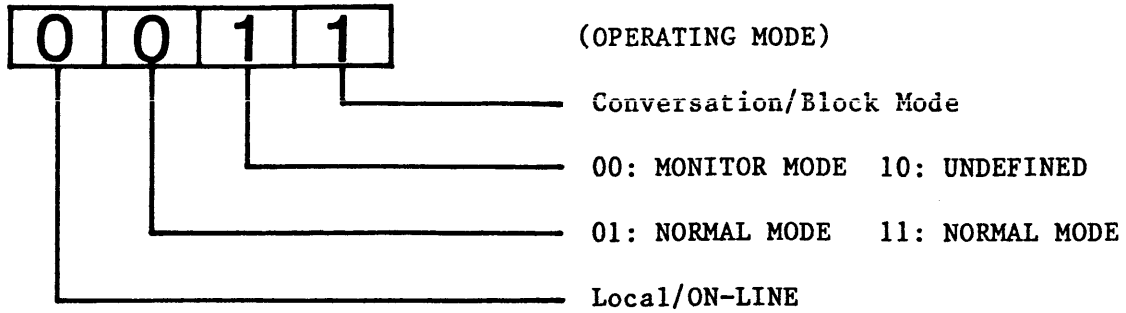 0 0 1 1 (OPERATING MODE)
Conversation/Block Mode
00: MONITOR MODE 10: UNDEFINED
01: NORMAL MODE 11: NORMAL MODE
Local/ON-LINE